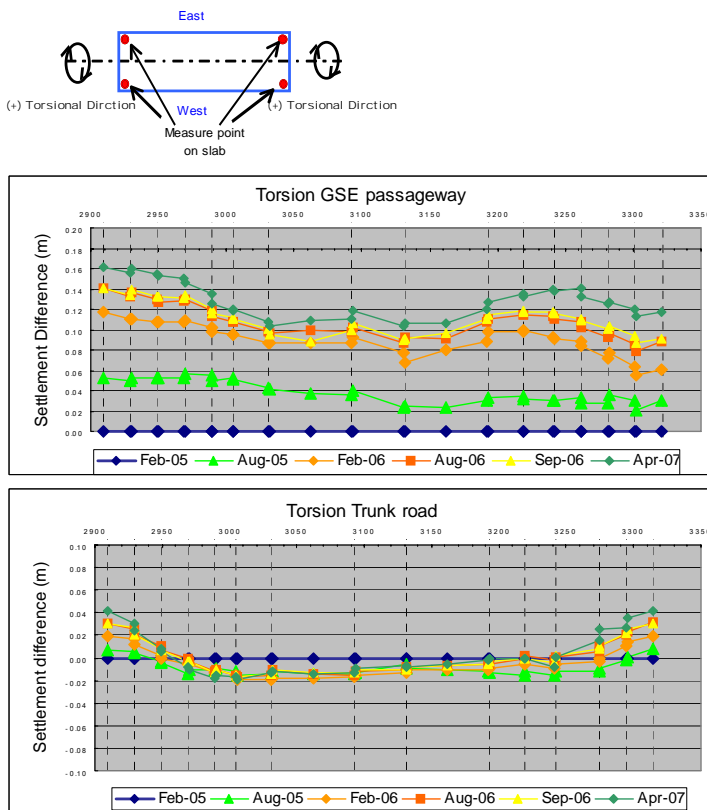 East
West
(+) Torsional Dirction
(+) Torsional Dirction
Measure point
on slab
Torsion GSE passageway
2900 2950 3000 3050 3100 3150 3200 3250 3300 3350
Settlement Difference (m)
0.20
0.18
0.16
0.14
0.12
0.10
0.08
0.06
0.04
0.02
0.00
Feb-05 Aug-05 Feb-06 Aug-06 Sep-06 Apr-07
Torsion Trunk road
2900 2950 3000 3050 3100 3150 3200 3250 3300 3350
Settlement difference (m)
0.10
0.08
0.06
0.04
0.02
0.00
-0.02
-0.04
-0.06
-0.08
-0.10
Feb-05 Aug-05 Feb-06 Aug-06 Sep-06 Apr-07